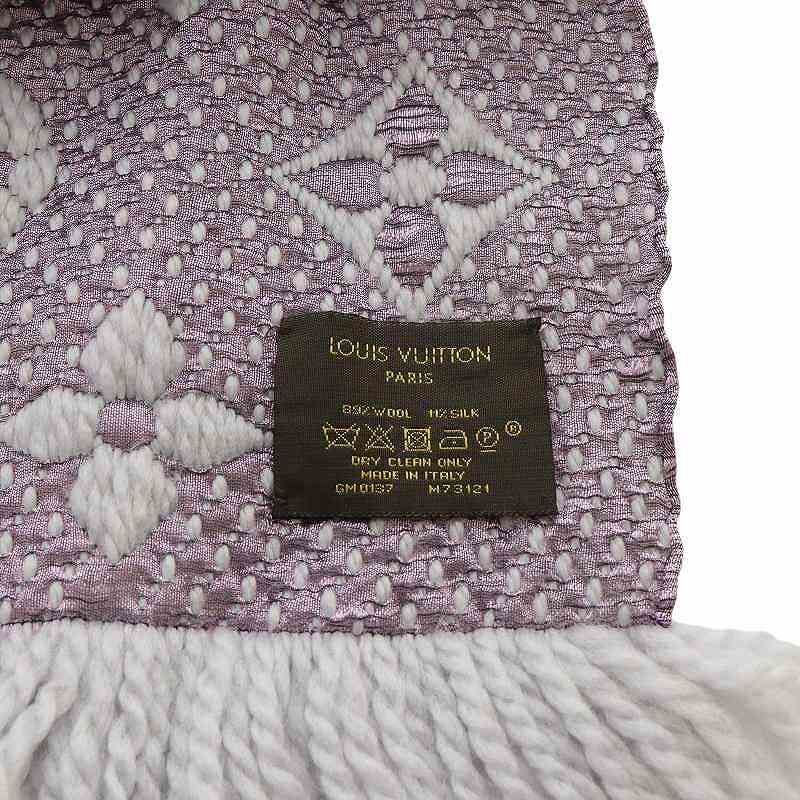 LOUIS VUITTON
PARIS
89% WOOL 11% SILK
P ®
DRY CLEAN ONLY
MADE IN ITALY
GM0137 M73121